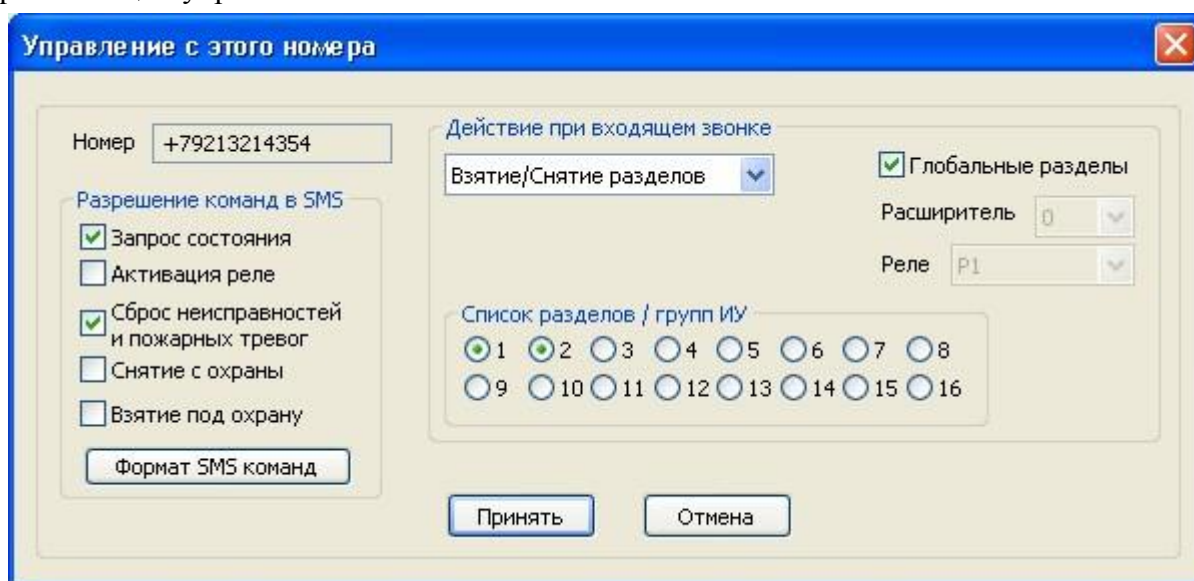 Управление с этого номера
Номер +79213214354
Разрешение команд в SMS
Запрос состояния
Активация реле
Сброс неисправностей
и пожарных тревог
Снятие с охраны
Взятие под охрану
Формат SMS команд
Действие при входящем звонке
Взятие/Снятие разделов
Глобальные разделы
Расширитель 0
Реле P1
Список разделов / групп ИУ
1 2 3 4 5 6 7 8
9 10 11 12 13 14 15 16
Принять Отмена